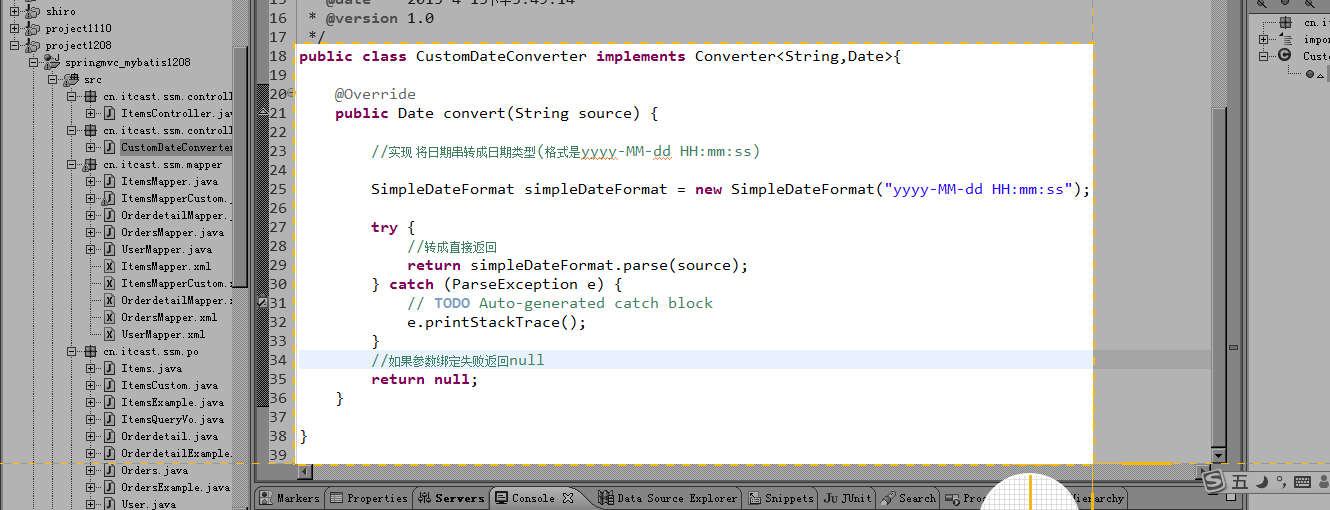 shiro
project1110
project1208
springmvc_mybatis1208
src
cn.itcast.ssm.controll
ItemsController.jav
cn.itcast.ssm.controll
CustomDateConverter
cn.itcast.ssm.mapper
ItemsMapper.java
ItemsMapperCustom.
OrderdetailMapper.
OrdersMapper.java
UserMapper.java
ItemsMapper.xml
ItemsMapperCustom.x
OrderdetailMapper.x
OrdersMapper.xml
UserMapper.xml
cn.itcast.ssm.po
Items.java
ItemsCustom.java
ItemsExample.java
ItemsQueryVo.java
Orderdetail.java
OrderdetailExample.
Orders.java
OrdersExample.java
User.java
16 * @version 1.0
17 */
18 public class CustomDateConverter implements Converter<String,Date>{
19
20 @Override
21 public Date convert(String source) {
22
23 //实现 将日期串转成日期类型(格式是yyyy-MM-dd HH:mm:ss)
24
25 SimpleDateFormat simpleDateFormat = new SimpleDateFormat("yyyy-MM-dd HH:mm:ss");
26
27 try {
28 //转成直接返回
29 return simpleDateFormat.parse(source);
30 } catch (ParseException e) {
31 // TODO Auto-generated catch block
32 e.printStackTrace();
33 }
34 //如果参数绑定失败返回null
35 return null;
36 }
37
38 }
39
cn.it
impor
Custo
Markers Properties Servers Console Data Source Explorer Snippets JUnit Search Pro ierarchy
五